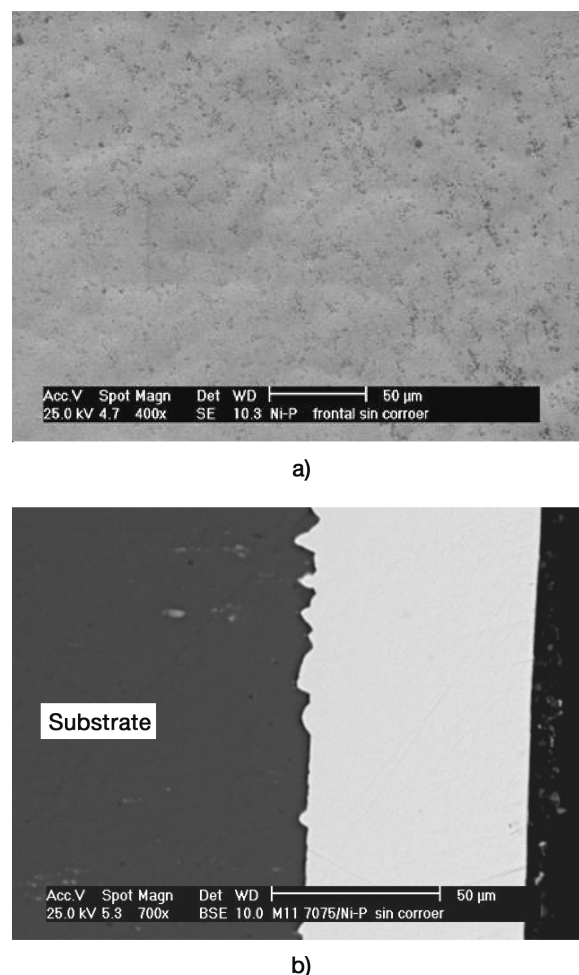 Acc.V Spot Magn Det WD 50 µm
25.0 kV 4.7 400x SE 10.3 Ni-P frontal sin corroer
a)
Substrate
Acc.V Spot Magn Det WD 50 µm
25.0 kV 5.3 700x BSE 10.0 M11 7075/Ni-P sin corroer
b)